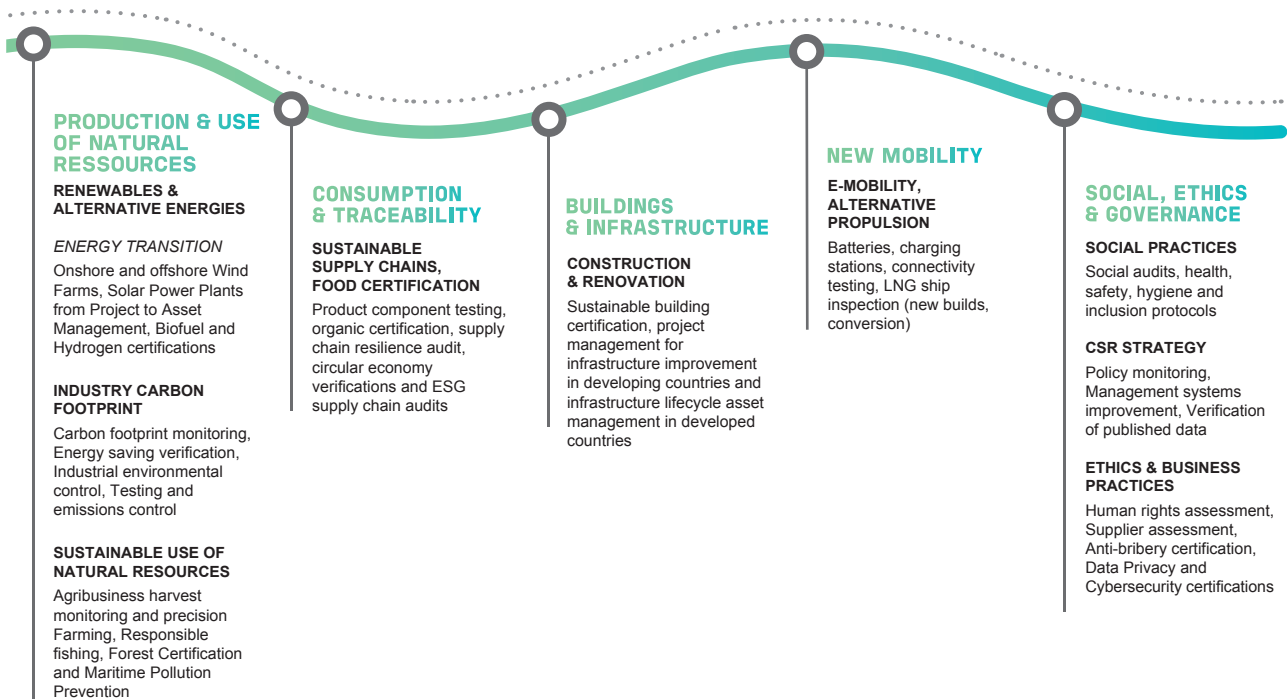 PRODUCTION & USE
OF NATURAL
RESSOURCES
RENEWABLES &
ALTERNATIVE ENERGIES
ENERGY TRANSITION
Onshore and offshore Wind
Farms, Solar Power Plants
from Project to Asset
Management, Biofuel and
Hydrogen certifications
INDUSTRY CARBON
FOOTPRINT
Carbon footprint monitoring,
Energy saving verification,
Industrial environmental
control, Testing and
emissions control
SUSTAINABLE USE OF
NATURAL RESOURCES
Agribusiness harvest
monitoring and precision
Farming, Responsible
fishing, Forest Certification
and Maritime Pollution
Prevention
CONSUMPTION
& TRACEABILITY
SUSTAINABLE
SUPPLY CHAINS,
FOOD CERTIFICATION
Product component testing,
organic certification, supply
chain resilience audit,
circular economy
verifications and ESG
supply chain audits
BUILDINGS
& INFRASTRUCTURE
CONSTRUCTION
& RENOVATION
Sustainable building
certification, project
management for
infrastructure improvement
in developing countries and
infrastructure lifecycle asset
management in developed
countries
NEW MOBILITY
E-MOBILITY,
ALTERNATIVE
PROPULSION
Batteries, charging
stations, connectivity
testing, LNG ship
inspection (new builds,
conversion)
SOCIAL, ETHICS
& GOVERNANCE
SOCIAL PRACTICES
Social audits, health,
safety, hygiene and
inclusion protocols
CSR STRATEGY
Policy monitoring,
Management systems
improvement, Verification
of published data
ETHICS & BUSINESS
PRACTICES
Human rights assessment,
Supplier assessment,
Anti-bribery certification,
Data Privacy and
Cybersecurity certifications